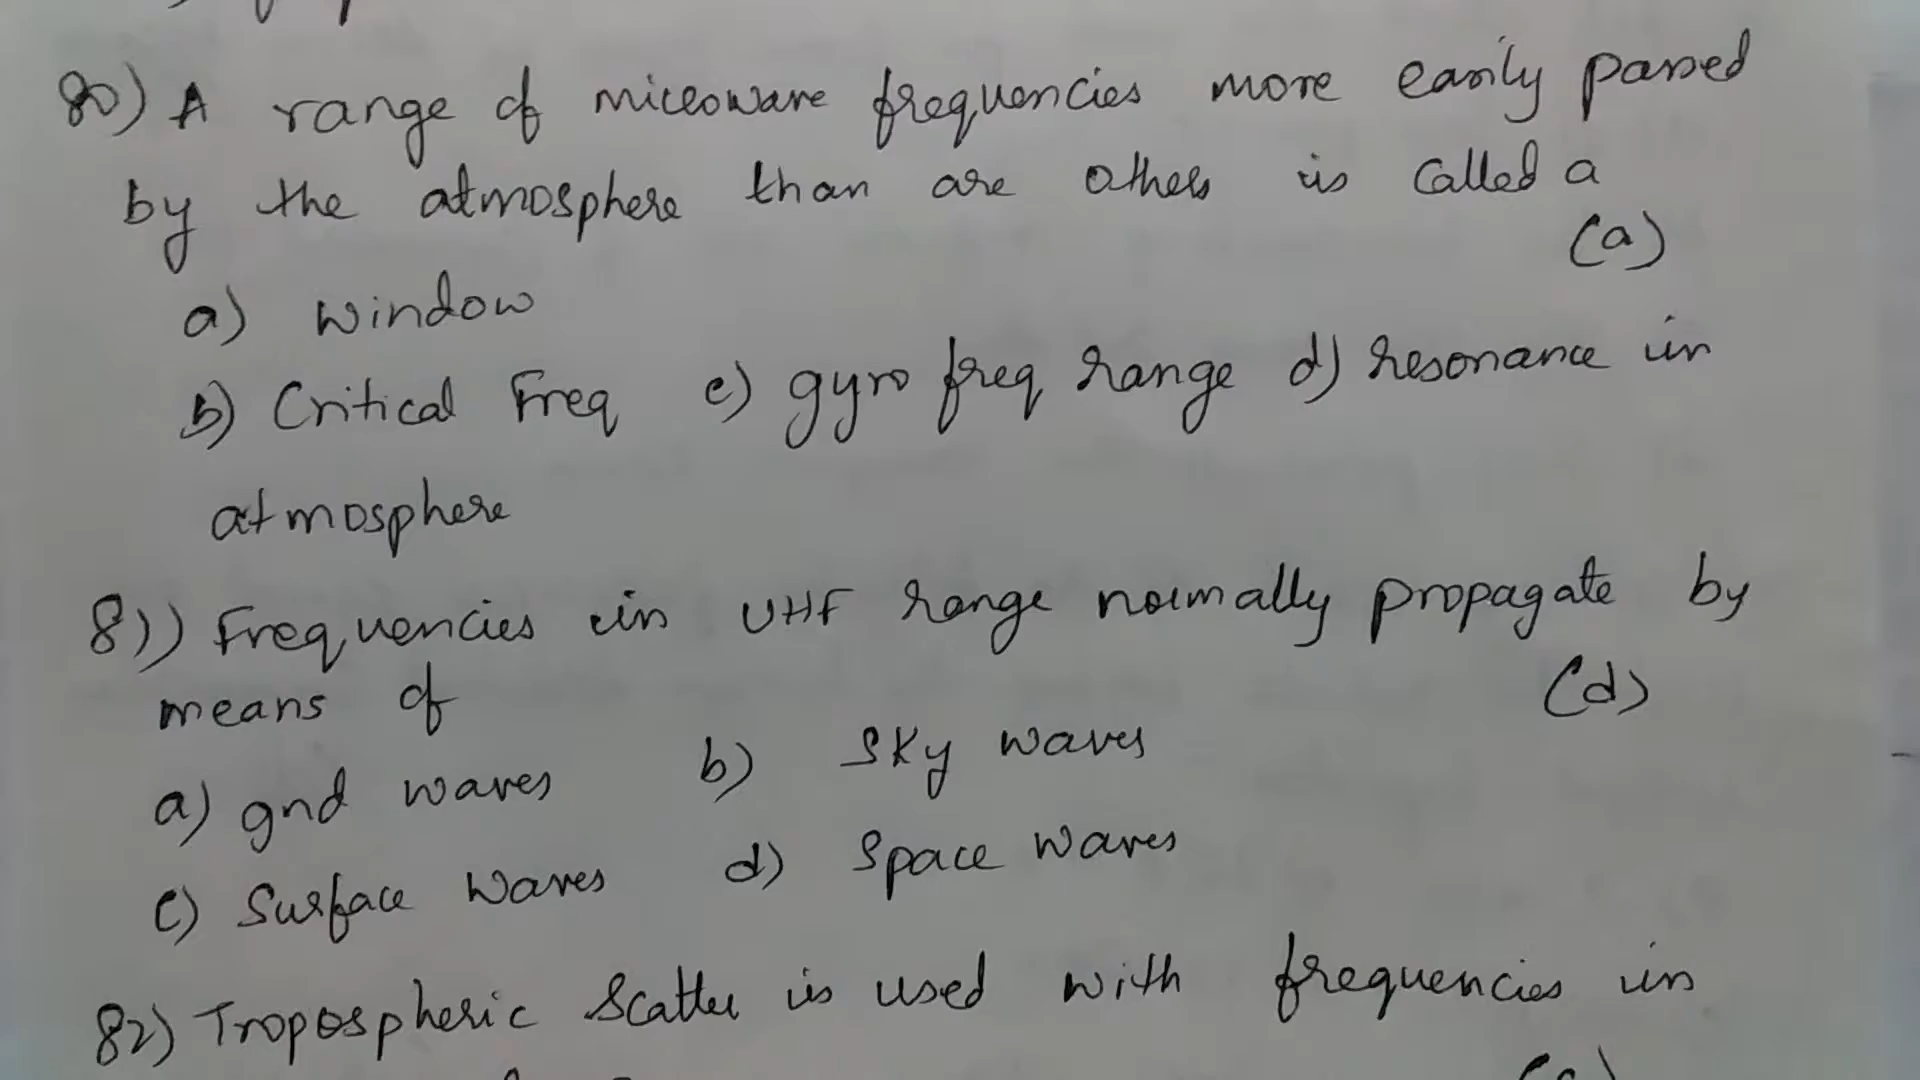 80) A range of microwave frequencies more easily passed
by the atmosphere than are others is called a
(a)
a) window
b) Critical Freq c) gyro freq range d) resonance in
atmosphere
81) Frequencies in UHF range normally propagate by
means of (d)
a) gnd waves b) Sky waves
c) Surface waves d) Space waves
82) Tropospheric Scatter is used with frequencies in